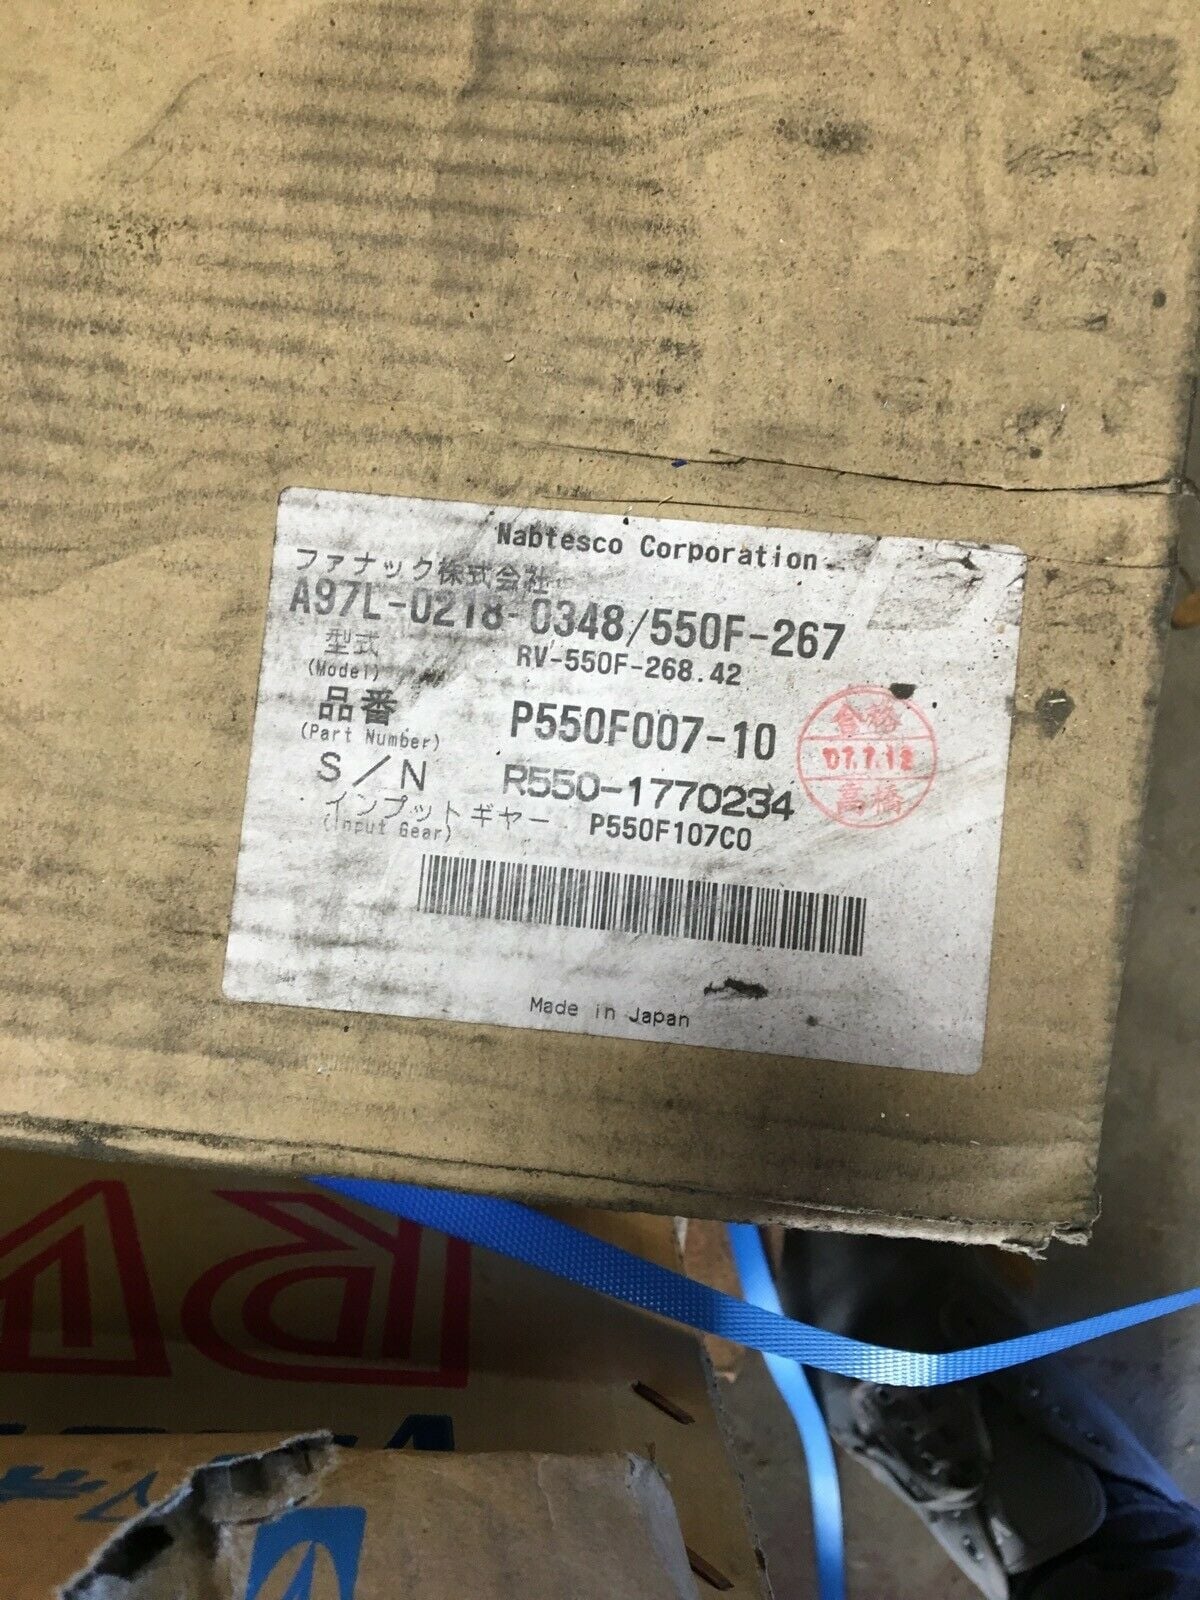 Nabtesco Corporation
ファナック株式会社
A97L-0218-0348/550F-267
型式 RV-550F-268.42
(Model)
品番 P550F007-10
(Part Number)
S/N R550-1770234
インプットギヤー P550F107C0
(Input Gear)
合格
'07.7.12
高橋
Made in Japan
RV